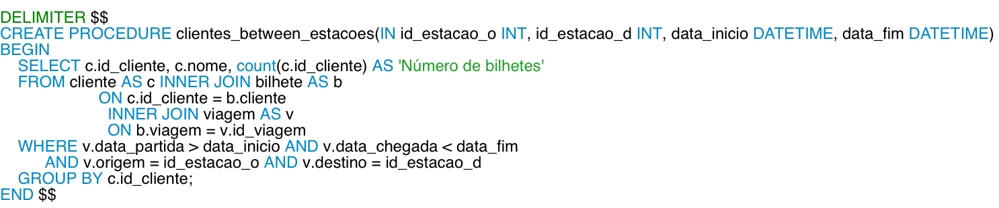 DELIMITER $$
CREATE PROCEDURE clientes_between_estacoes(IN id_estacao_o INT, id_estacao_d INT, data_inicio DATETIME, data_fim DATETIME)
BEGIN
SELECT c.id_cliente, c.nome, count(c.id_cliente) AS 'Número de bilhetes'
FROM cliente AS c INNER JOIN bilhete AS b
ON c.id_cliente = b.cliente
INNER JOIN viagem AS v
ON b.viagem = v.id_viagem
WHERE v.data_partida > data_inicio AND v.data_chegada < data_fim
AND v.origem = id_estacao_o AND v.destino = id_estacao_d
GROUP BY c.id_cliente;
END $$